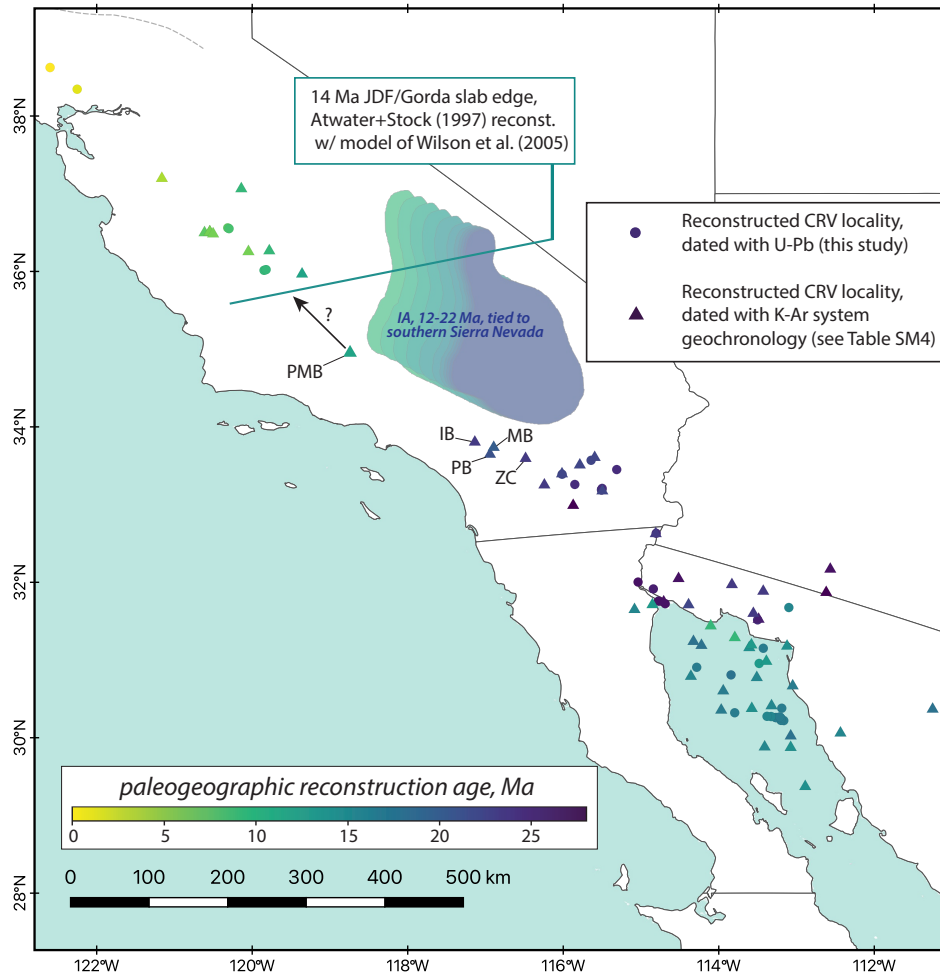 14 Ma JDF/Gorda slab edge,
Atwater+Stock (1997) reconst.
w/ model of Wilson et al. (2005)
Reconstructed CRV locality,
dated with U-Pb (this study)
Reconstructed CRV locality,
dated with K-Ar system
geochronology (see Table SM4)
IA, 12-22 Ma, tied to
southern Sierra Nevada
?
PMB
IB
MB
PB
ZC
38°N
36°N
34°N
32°N
30°N
28°N
paleogeographic reconstruction age, Ma
0 5 10 15 20 25
0 100 200 300 400 500 km
122°W 120°W 118°W 116°W 114°W 112°W